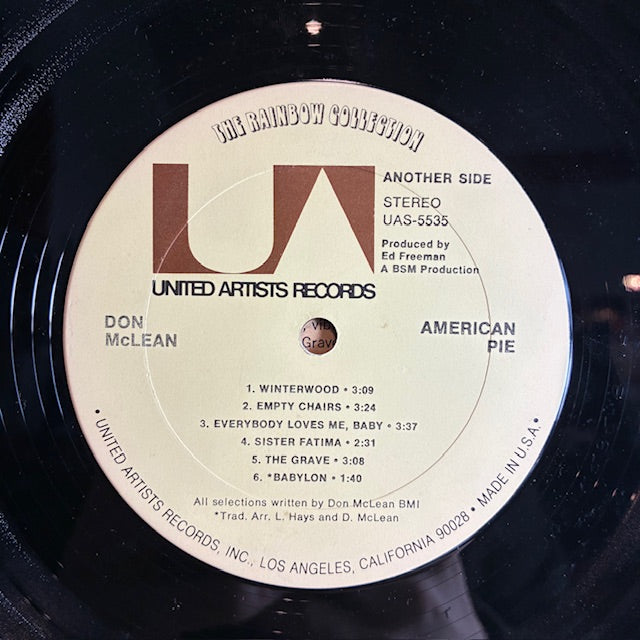 THE RAINBOW COLLECTION
UA
ANOTHER SIDE
STEREO
UAS-5535
Produced by
Ed Freeman
A BSM Production
UNITED ARTISTS RECORDS
DON
McLEAN
AMERICAN
PIE
Grave
1. WINTERWOOD • 3:09
2. EMPTY CHAIRS • 3:24
3. EVERYBODY LOVES ME, BABY • 3:37
4. SISTER FATIMA • 2:31
5. THE GRAVE • 3:08
6. *BABYLON • 1:40
All selections written by Don McLean BMI
*Trad. Arr. L. Hays and D. McLean
• UNITED ARTISTS RECORDS, INC., LOS ANGELES, CALIFORNIA 90028 • MADE IN U.S.A. •